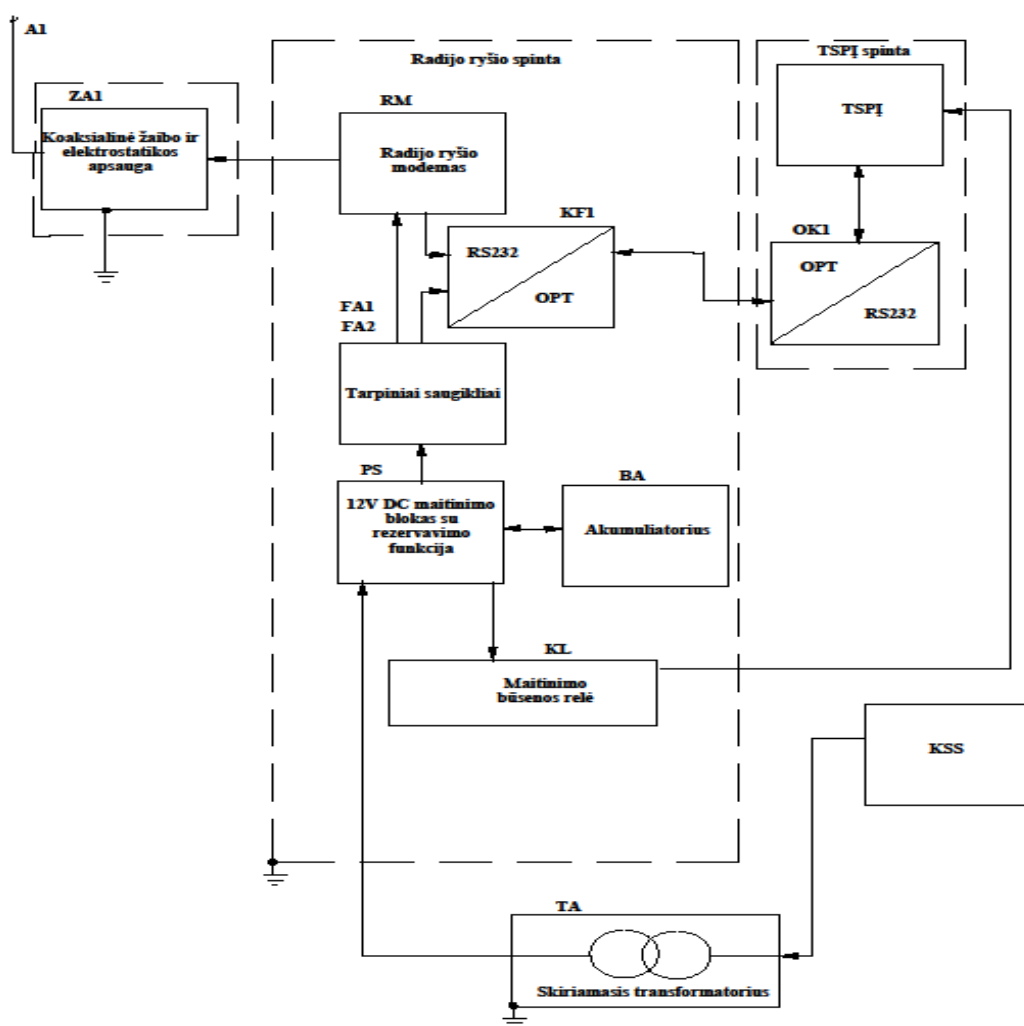 A1
ZA1
Koaksialinė žaibo ir
elektrostatikos
apsauga
Radijo ryšio spinta
RM
Radijo ryšio
modemas
KF1
RS232
OPT
TSPĮ spinta
TSPĮ
OK1
OPT
RS232
FA1
FA2
Tarpiniai saugikliai
PS
12V DC maitinimo
blokas su
rezervavimo
funkcija
BA
Akumuliatorius
KL
Maitinimo
būsenos relė
KSS
TA
Skiriamasis transformatorius